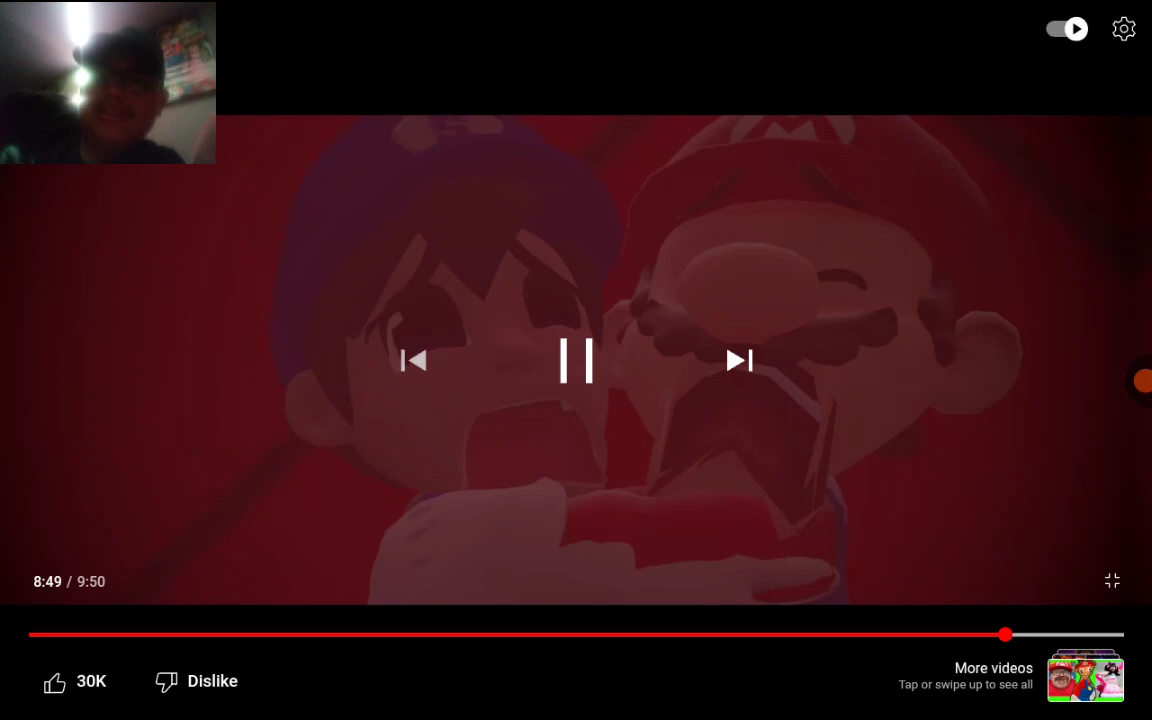 M
8:49 / 9:50
30K
Dislike
More videos
Tap or swipe up to see all